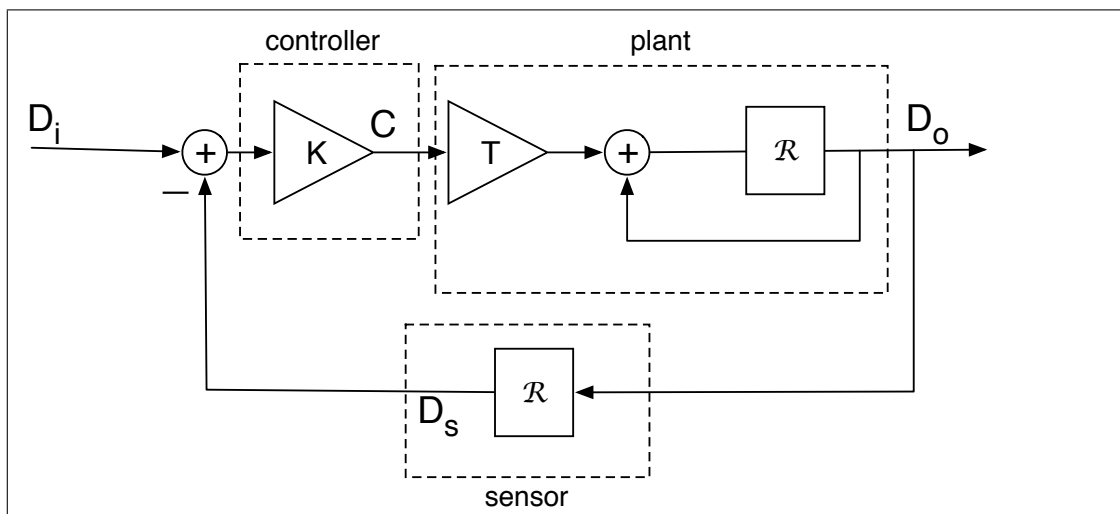 controller
plant
D_i
+
−
K
C
T
+
ℛ
D_o
D_s
ℛ
sensor